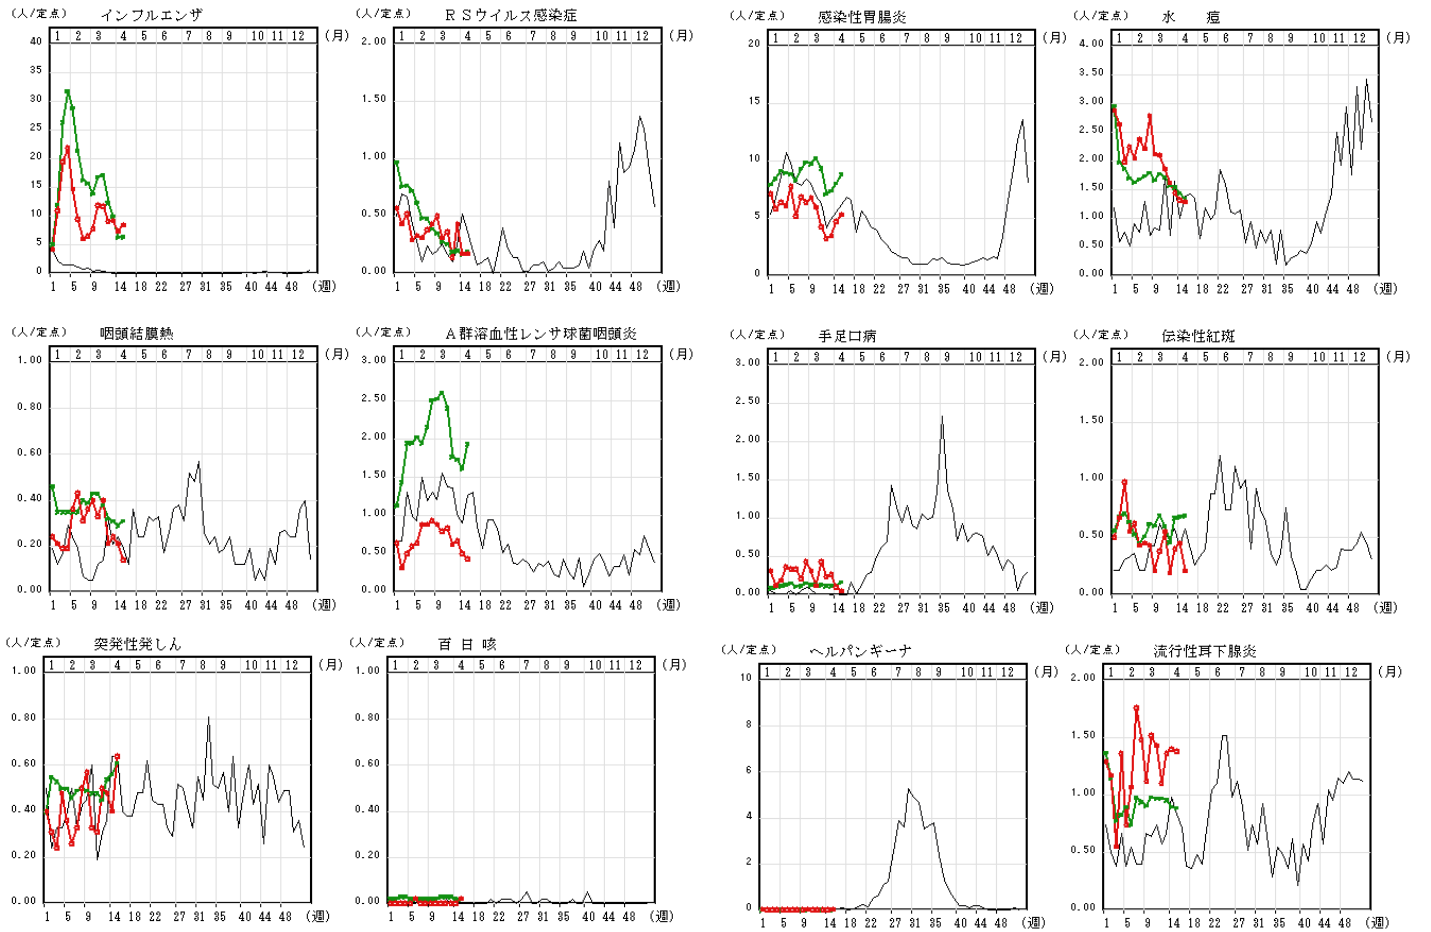 (人/定点) インフルエンザ
1 2 3 4 5 6 7 8 9 10 11 12 (月)
40
35
30
25
20
15
10
5
0
1 5 9 14 18 22 27 31 35 40 44 48 (週)
(人/定点) RSウイルス感染症
1 2 3 4 5 6 7 8 9 10 11 12 (月)
2.00
1.50
1.00
0.50
0.00
1 5 9 14 18 22 27 31 35 40 44 48 (週)
(人/定点) 感染性胃腸炎
1 2 3 4 5 6 7 8 9 10 11 12 (月)
20
15
10
5
0
1 5 9 14 18 22 27 31 35 40 44 48 (週)
(人/定点) 水 痘
1 2 3 4 5 6 7 8 9 10 11 12 (月)
4.00
3.50
3.00
2.50
2.00
1.50
1.00
0.50
0.00
1 5 9 14 18 22 27 31 35 40 44 48 (週)
(人/定点) 咽頭結膜熱
1 2 3 4 5 6 7 8 9 10 11 12 (月)
1.00
0.80
0.60
0.40
0.20
0.00
1 5 9 14 18 22 27 31 35 40 44 48 (週)
(人/定点) A群溶血性レンサ球菌咽頭炎
1 2 3 4 5 6 7 8 9 10 11 12 (月)
3.00
2.50
2.00
1.50
1.00
0.50
0.00
1 5 9 14 18 22 27 31 35 40 44 48 (週)
(人/定点) 手足口病
1 2 3 4 5 6 7 8 9 10 11 12 (月)
3.00
2.50
2.00
1.50
1.00
0.50
0.00
1 5 9 14 18 22 27 31 35 40 44 48 (週)
(人/定点) 伝染性紅斑
1 2 3 4 5 6 7 8 9 10 11 12 (月)
2.00
1.50
1.00
0.50
0.00
1 5 9 14 18 22 27 31 35 40 44 48 (週)
(人/定点) 突発性発しん
1 2 3 4 5 6 7 8 9 10 11 12 (月)
1.00
0.80
0.60
0.40
0.20
0.00
1 5 9 14 18 22 27 31 35 40 44 48 (週)
(人/定点) 百日咳
1 2 3 4 5 6 7 8 9 10 11 12 (月)
1.00
0.80
0.60
0.40
0.20
0.00
1 5 9 14 18 22 27 31 35 40 44 48 (週)
(人/定点) ヘルパンギーナ
1 2 3 4 5 6 7 8 9 10 11 12 (月)
10
8
6
4
2
0
1 5 9 14 18 22 27 31 35 40 44 48 (週)
(人/定点) 流行性耳下腺炎
1 2 3 4 5 6 7 8 9 10 11 12 (月)
2.00
1.50
1.00
0.50
0.00
1 5 9 14 18 22 27 31 35 40 44 48 (週)